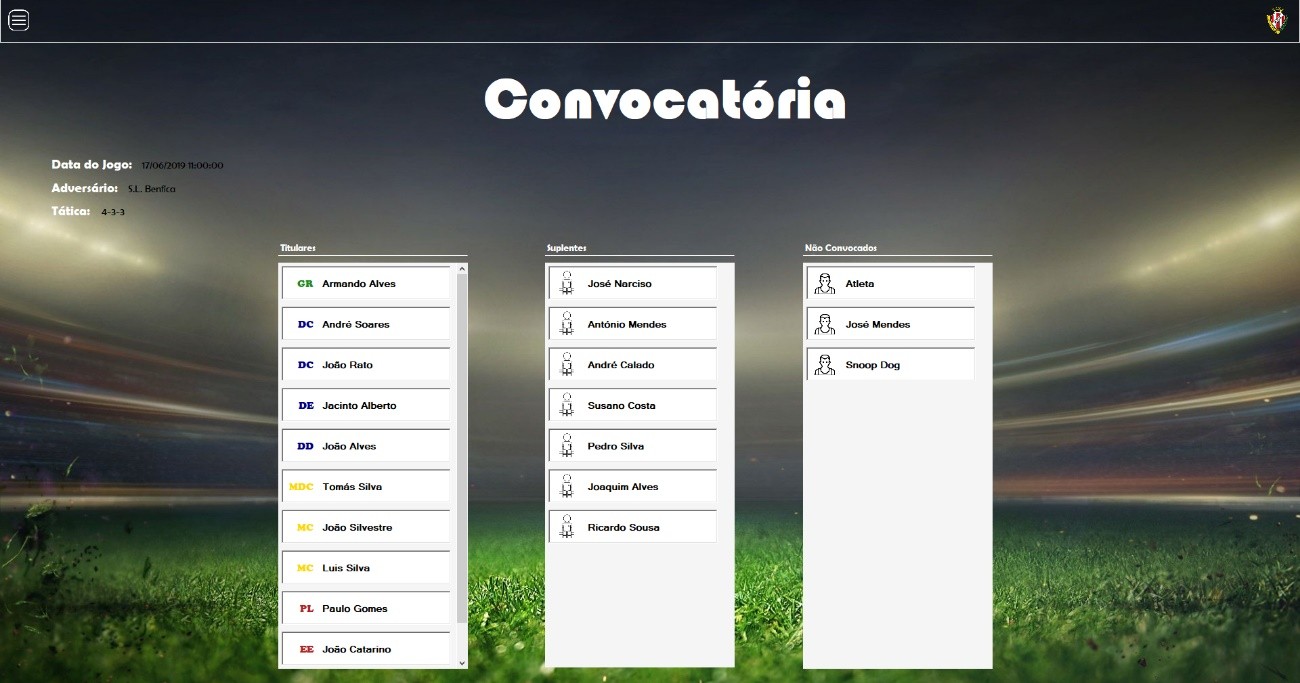 Convocatória
Data do Jogo: 17/06/2019 11:00:00
Adversário: S.L. Benfica
Tática: 4-3-3
Titulares
GR Armando Alves
DC André Soares
DC João Rato
DE Jacinto Alberto
DD João Alves
MDC Tomás Silva
MC João Silvestre
MC Luis Silva
PL Paulo Gomes
EE João Catarino
Suplentes
José Narciso
António Mendes
André Calado
Susano Costa
Pedro Silva
Joaquim Alves
Ricardo Sousa
Não Convocados
Atleta
José Mendes
Snoop Dog